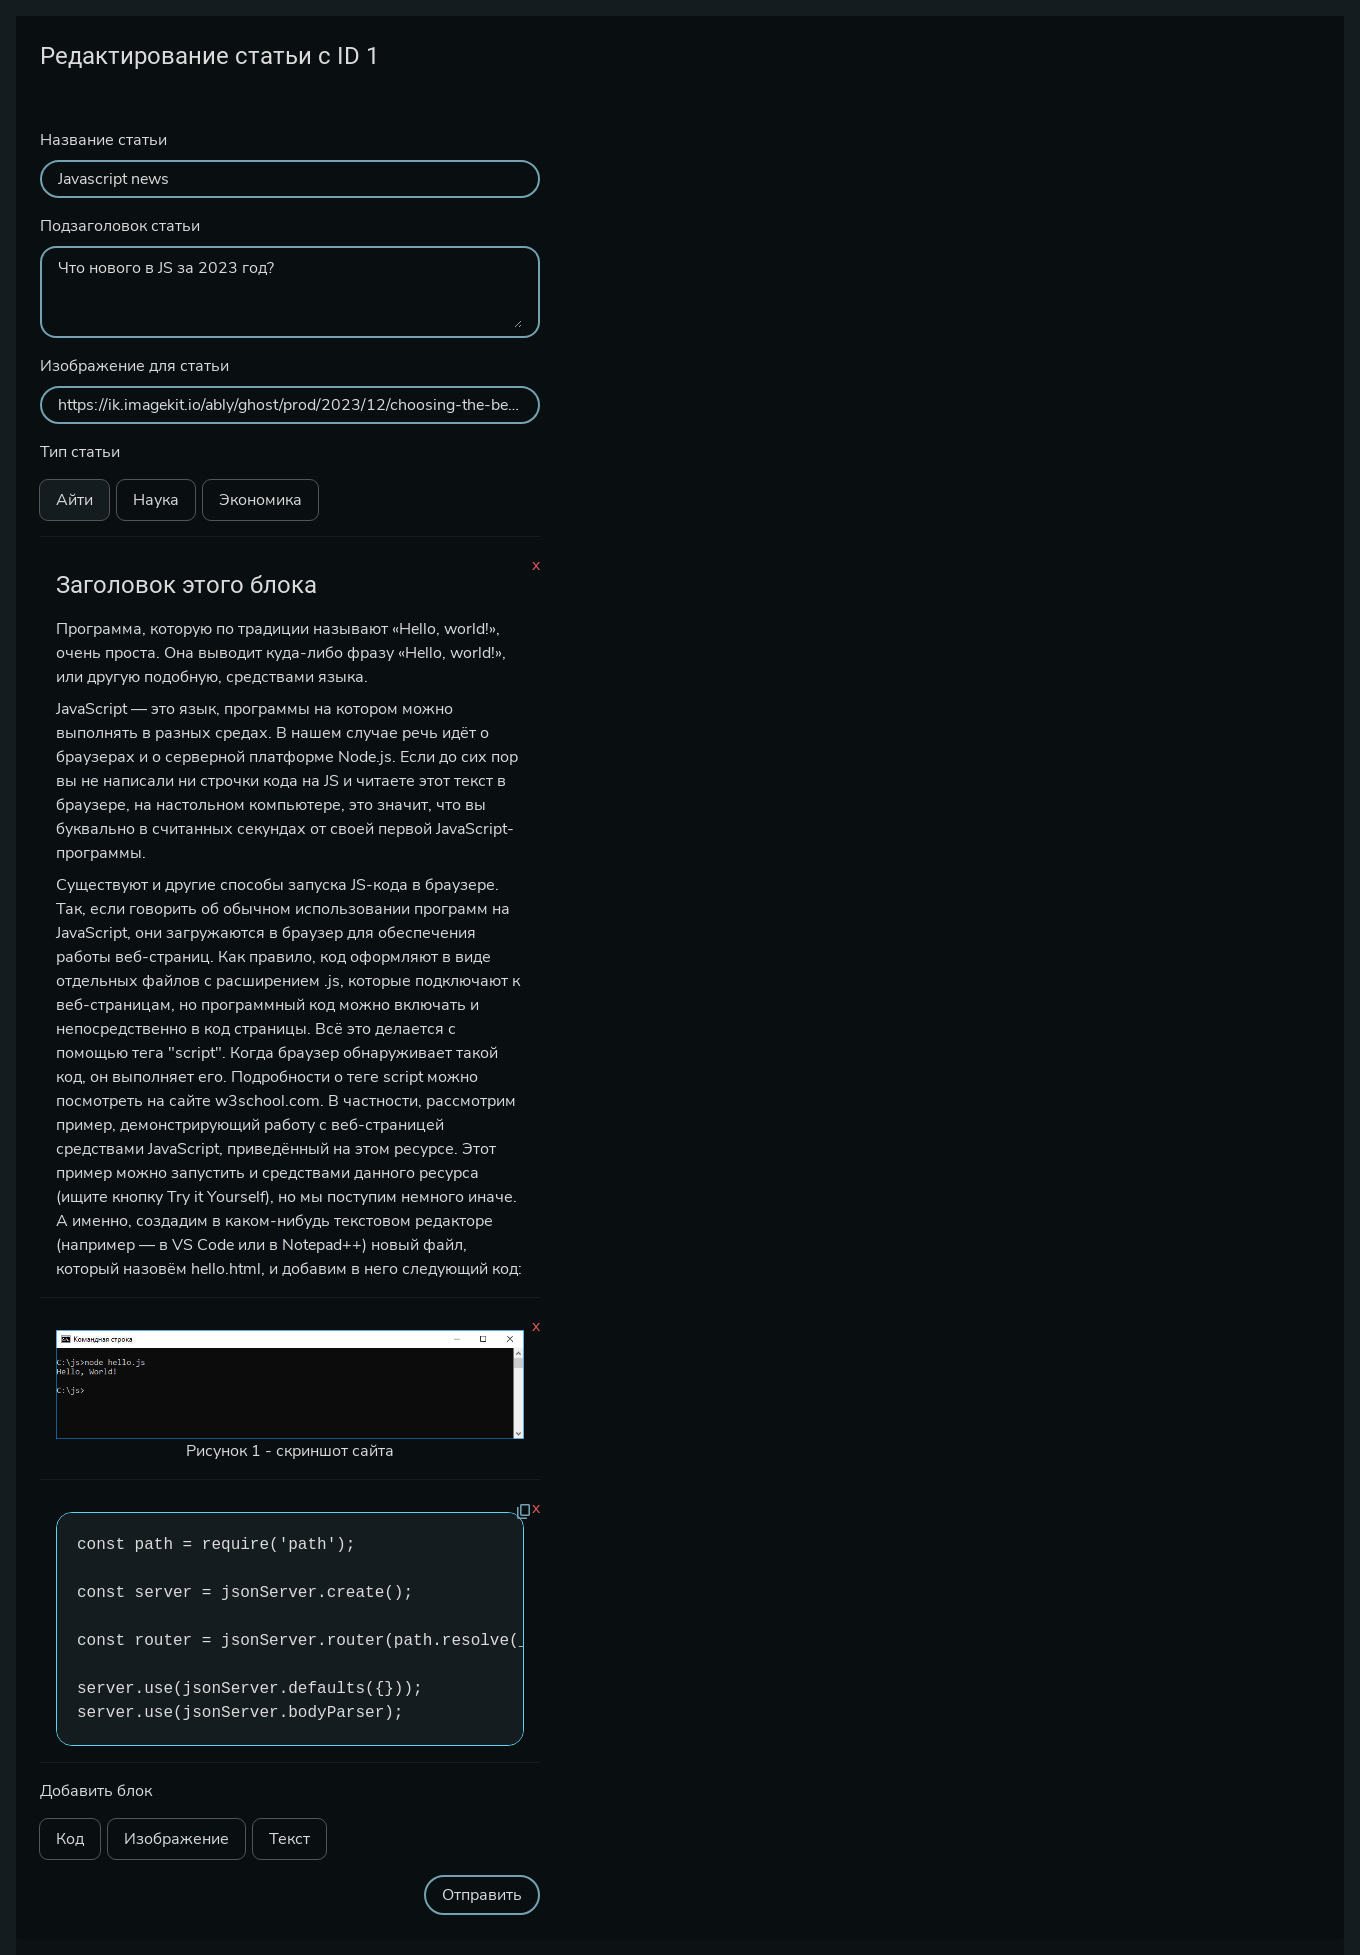 Редактирование статьи с ID 1
Название статьи
Javascript news
Подзаголовок статьи
Что нового в JS за 2023 год?
Изображение для статьи
https://ik.imagekit.io/ably/ghost/prod/2023/12/choosing-the-be...
Тип статьи
Айти Наука Экономика
x
Заголовок этого блока
Программа, которую по традиции называют «Hello, world!»,
очень проста. Она выводит куда-либо фразу «Hello, world!»,
или другую подобную, средствами языка.
JavaScript — это язык, программы на котором можно
выполнять в разных средах. В нашем случае речь идёт о
браузерах и о серверной платформе Node.js. Если до сих пор
вы не написали ни строчки кода на JS и читаете этот текст в
браузере, на настольном компьютере, это значит, что вы
буквально в считанных секундах от своей первой JavaScript-
программы.
Существуют и другие способы запуска JS-кода в браузере.
Так, если говорить об обычном использовании программ на
JavaScript, они загружаются в браузер для обеспечения
работы веб-страниц. Как правило, код оформляют в виде
отдельных файлов с расширением .js, которые подключают к
веб-страницам, но программный код можно включать и
непосредственно в код страницы. Всё это делается с
помощью тега "script". Когда браузер обнаруживает такой
код, он выполняет его. Подробности о теге script можно
посмотреть на сайте w3school.com. В частности, рассмотрим
пример, демонстрирующий работу с веб-страницей
средствами JavaScript, приведённый на этом ресурсе. Этот
пример можно запустить и средствами данного ресурса
(ищите кнопку Try it Yourself), но мы поступим немного иначе.
А именно, создадим в каком-нибудь текстовом редакторе
(например — в VS Code или в Notepad++) новый файл,
который назовём hello.html, и добавим в него следующий код:
x
Командная строка
C:\js>node hello.js
Hello, World!
C:\js>
Рисунок 1 - скриншот сайта
x
const path = require('path');
const server = jsonServer.create();
const router = jsonServer.router(path.resolve(_
server.use(jsonServer.defaults({}));
server.use(jsonServer.bodyParser);
Добавить блок
Код Изображение Текст
Отправить